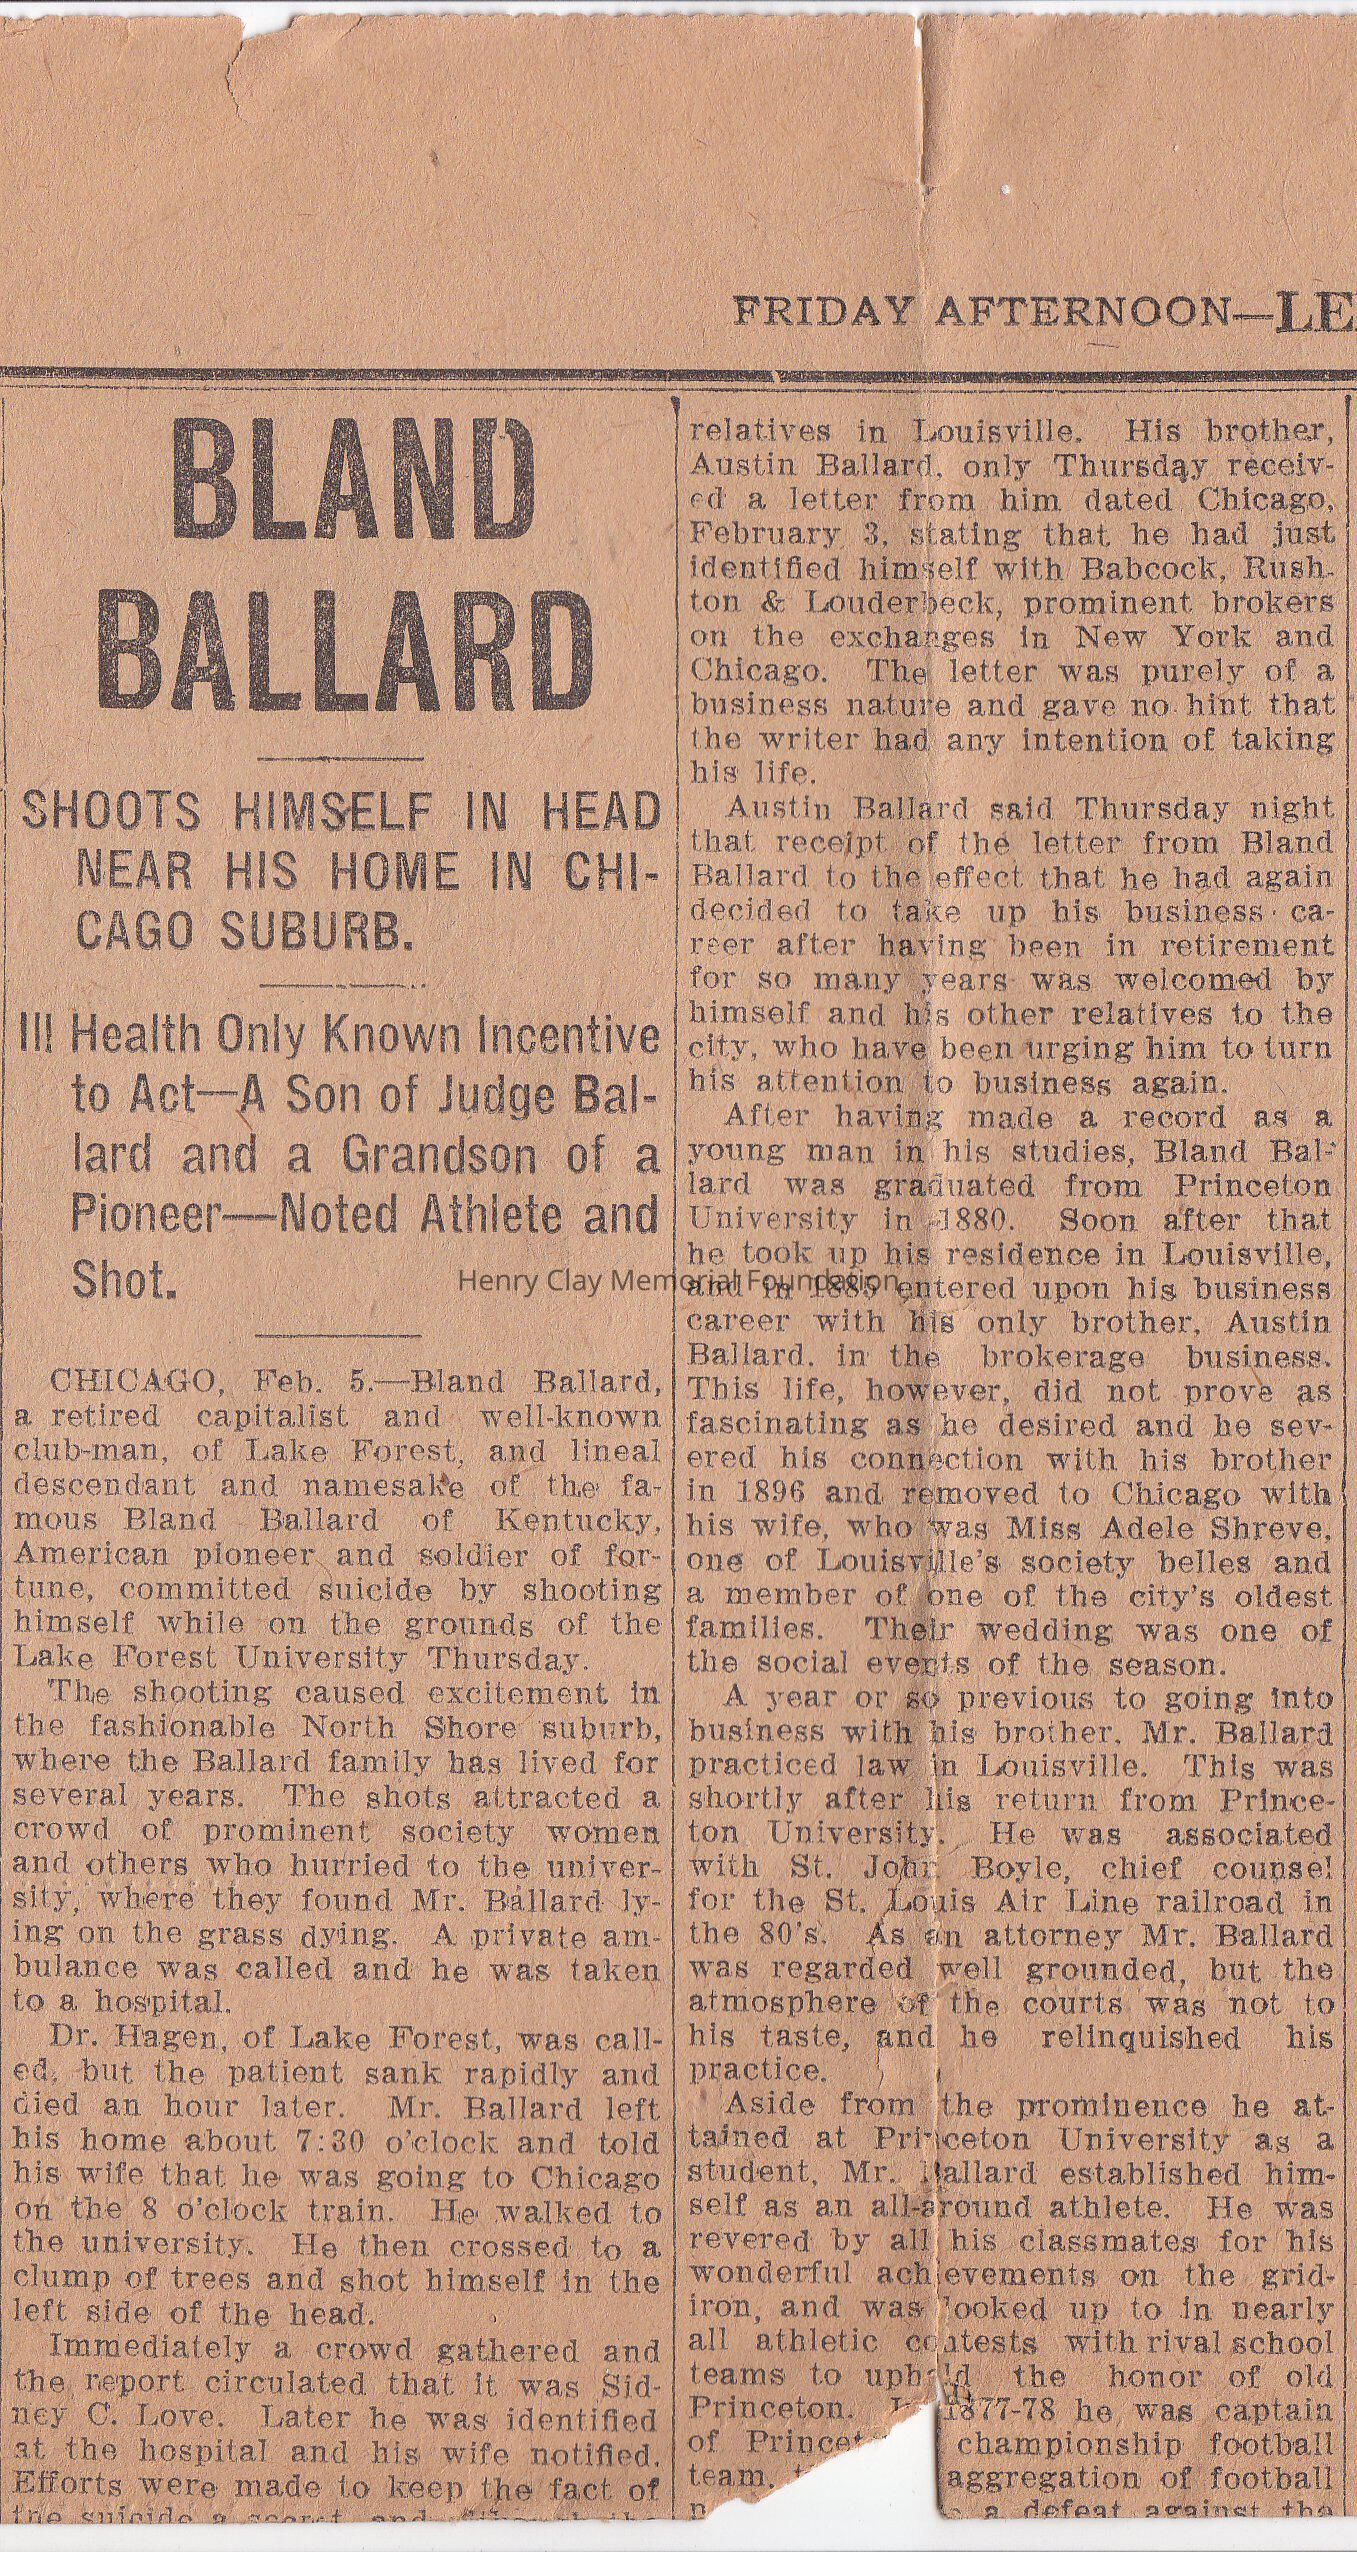 FRIDAY AFTERNOON—LE
BLAND
BALLARD
SHOOTS HIMSELF IN HEAD
NEAR HIS HOME IN CHI-
CAGO SUBURB.
Ill Health Only Known Incentive
to Act—A Son of Judge Bal-
lard and a Grandson of a
Pioneer—Noted Athlete and
Shot.
CHICAGO, Feb. 5.—Bland Ballard,
a retired capitalist and well-known
club-man, of Lake Forest, and lineal
descendant and namesake of the fa-
mous Bland Ballard of Kentucky,
American pioneer and soldier of for-
tune, committed suicide by shooting
himself while on the grounds of the
Lake Forest University Thursday.
The shooting caused excitement in
the fashionable North Shore suburb,
where the Ballard family has lived for
several years. The shots attracted a
crowd of prominent society women
and others who hurried to the univer-
sity, where they found Mr. Ballard ly-
ing on the grass dying. A private am-
bulance was called and he was taken
to a hospital.
Dr. Hagen, of Lake Forest, was call-
ed, but the patient sank rapidly and
died an hour later. Mr. Ballard left
his home about 7:30 o'clock and told
his wife that he was going to Chicago
on the 8 o'clock train. He walked to
the university. He then crossed to a
clump of trees and shot himself in the
left side of the head.
Immediately a crowd gathered and
the report circulated that it was Sid-
ney C. Love. Later he was identified
at the hospital and his wife notified.
Efforts were made to keep the fact of
the suicide a secret, and
relatives in Louisville. His brother,
Austin Ballard, only Thursday receiv-
ed a letter from him dated Chicago,
February 3, stating that he had just
identified himself with Babcock, Rush-
ton & Louderbeck, prominent brokers
on the exchanges in New York and
Chicago. The letter was purely of a
business nature and gave no hint that
the writer had any intention of taking
his life.
Austin Ballard said Thursday night
that receipt of the letter from Bland
Ballard to the effect that he had again
decided to take up his business ca-
reer after having been in retirement
for so many years was welcomed by
himself and his other relatives to the
city, who have been urging him to turn
his attention to business again.
After having made a record as a
young man in his studies, Bland Bal-
lard was graduated from Princeton
University in 1880. Soon after that
he took up his residence in Louisville,
and in 1885 entered upon his business
career with his only brother, Austin
Ballard, in the brokerage business.
This life, however, did not prove as
fascinating as he desired and he sev-
ered his connection with his brother
in 1896 and removed to Chicago with
his wife, who was Miss Adele Shreve,
one of Louisville's society belles and
a member of one of the city's oldest
families. Their wedding was one of
the social events of the season.
A year or so previous to going into
business with his brother, Mr. Ballard
practiced law in Louisville. This was
shortly after his return from Prince-
ton University. He was associated
with St. John Boyle, chief counsel
for the St. Louis Air Line railroad in
the 80's. As an attorney Mr. Ballard
was regarded well grounded, but the
atmosphere of the courts was not to
his taste, and he relinquished his
practice.
Aside from the prominence he at-
tained at Princeton University as a
student, Mr. Ballard established him-
self as an all-around athlete. He was
revered by all his classmates for his
wonderful achievements on the grid-
iron, and was looked up to in nearly
all athletic contests with rival school
teams to uphold the honor of old
Princeton. 1877-78 he was captain
of championship football
team, aggregation of football
a defeat against the
Henry Clay Memorial Foundation